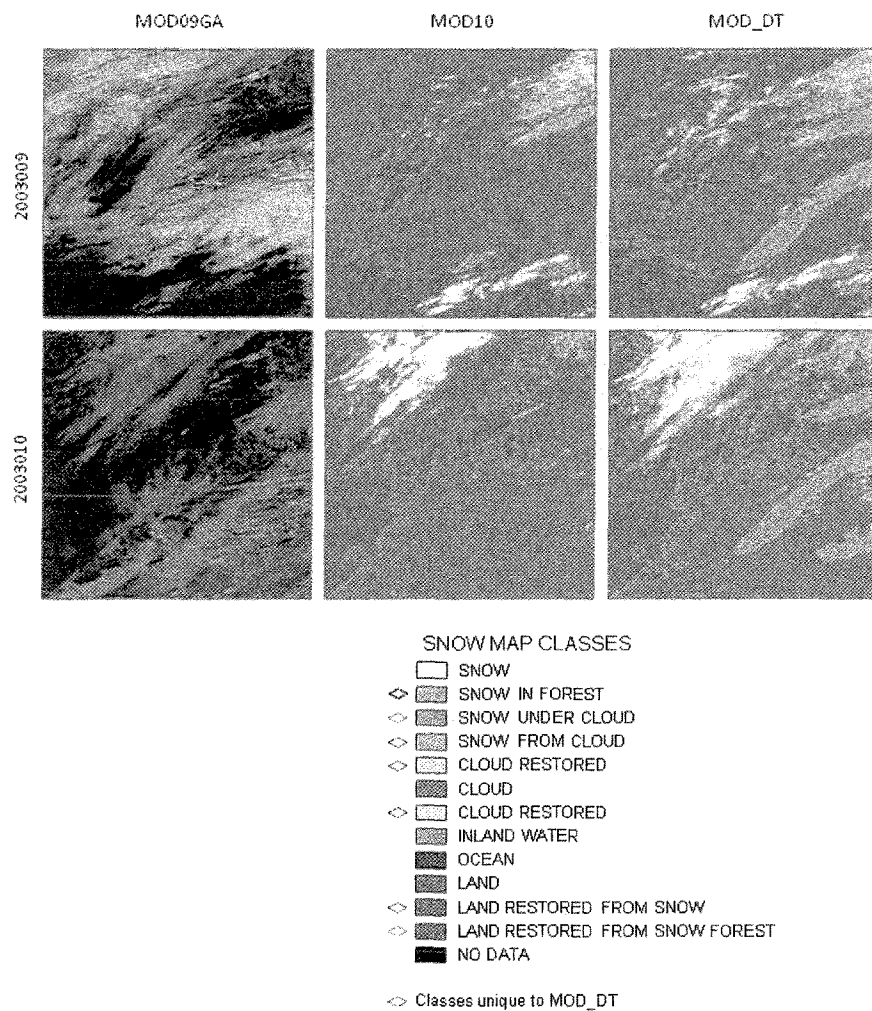 MOD09GA MOD10 MOD_DT
2003009
2003010
SNOW MAP CLASSES
SNOW
SNOW IN FOREST
SNOW UNDER CLOUD
SNOW FROM CLOUD
CLOUD RESTORED
CLOUD
CLOUD RESTORED
INLAND WATER
OCEAN
LAND
LAND RESTORED FROM SNOW
LAND RESTORED FROM SNOW FOREST
NO DATA
<> Classes unique to MOD_DT